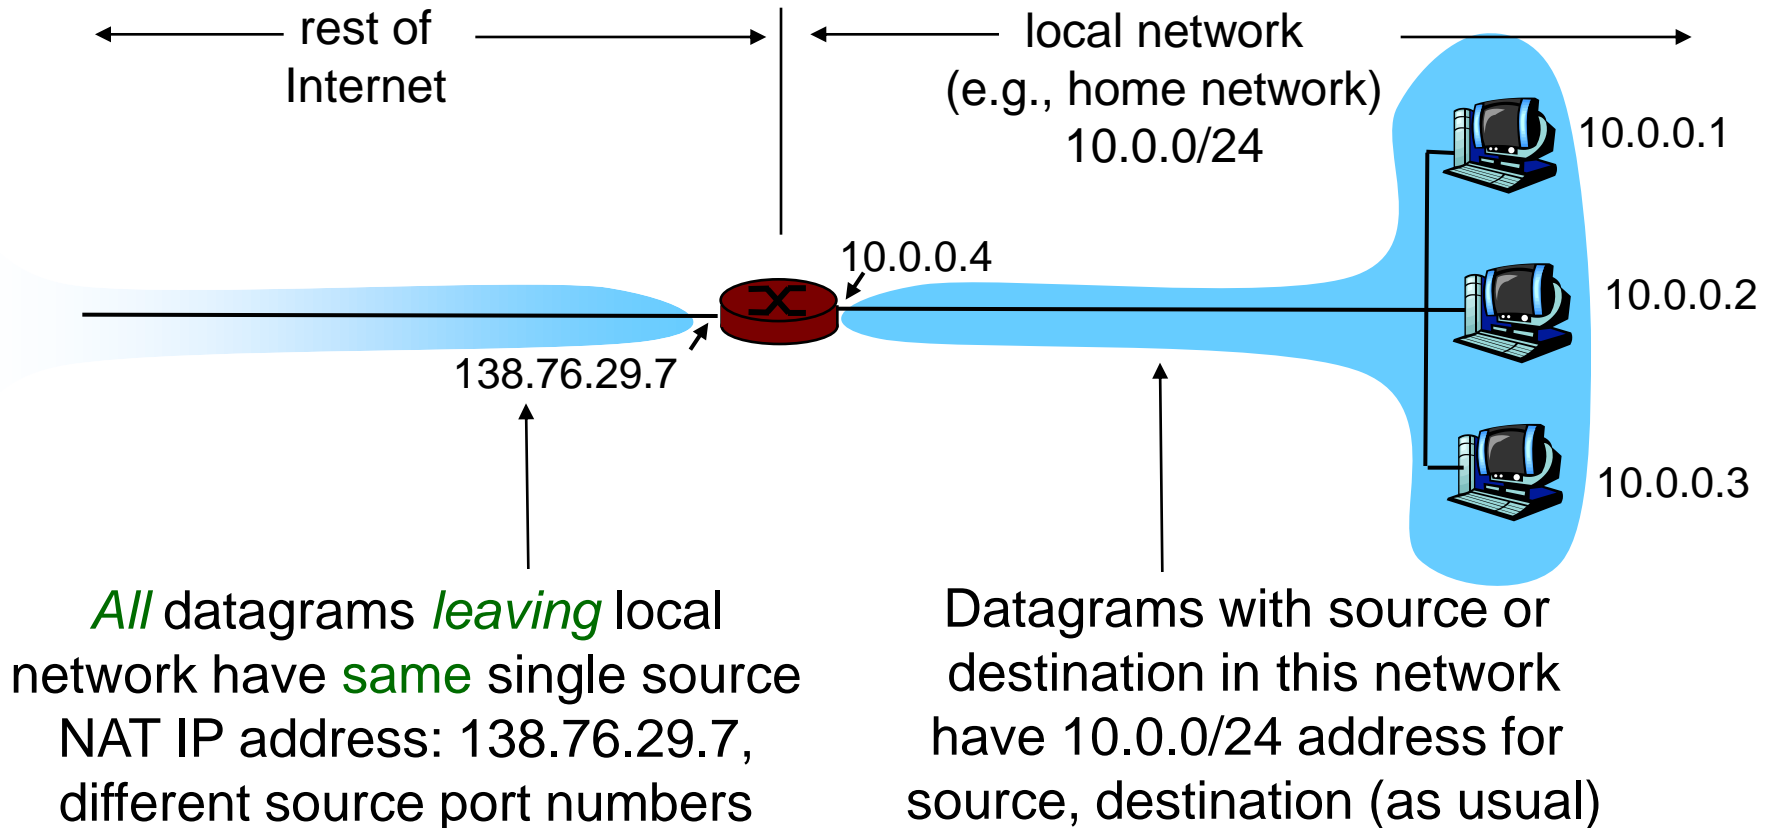 rest of
Internet
local network
(e.g., home network)
10.0.0/24
10.0.0.1
10.0.0.4
10.0.0.2
138.76.29.7
10.0.0.3
All datagrams leaving local
network have same single source
NAT IP address: 138.76.29.7,
different source port numbers
Datagrams with source or
destination in this network
have 10.0.0/24 address for
source, destination (as usual)